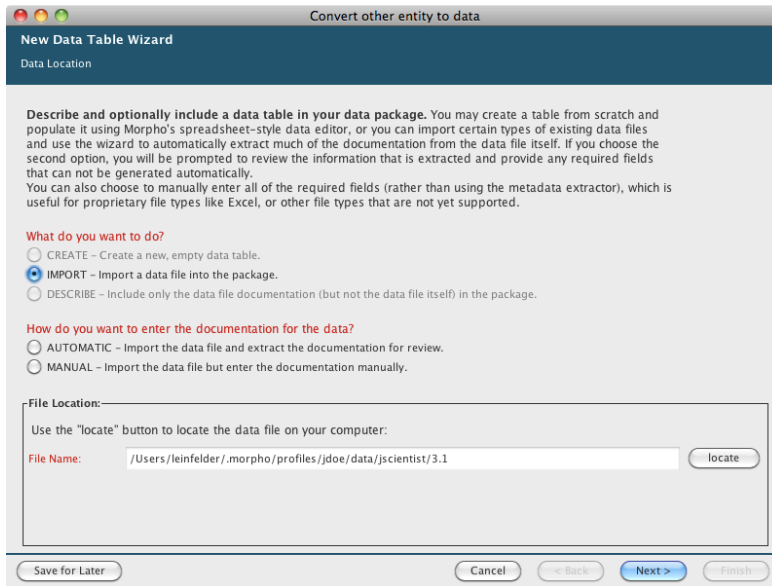 Convert other entity to data
New Data Table Wizard
Data Location
Describe and optionally include a data table in your data package. You may create a table from scratch and
populate it using Morpho's spreadsheet-style data editor, or you can import certain types of existing data files
and use the wizard to automatically extract much of the documentation from the data file itself. If you choose the
second option, you will be prompted to review the information that is extracted and provide any required fields
that can not be generated automatically.
You can also choose to manually enter all of the required fields (rather than using the metadata extractor), which is
useful for proprietary file types like Excel, or other file types that are not yet supported.
What do you want to do?
CREATE – Create a new, empty data table.
IMPORT – Import a data file into the package.
DESCRIBE – Include only the data file documentation (but not the data file itself) in the package.
How do you want to enter the documentation for the data?
AUTOMATIC – Import the data file and extract the documentation for review.
MANUAL – Import the data file but enter the documentation manually.
File Location:
Use the "locate" button to locate the data file on your computer:
File Name: /Users/leinfelder/.morpho/profiles/jdoe/data/jscientist/3.1 locate
Save for Later Cancel < Back Next > Finish